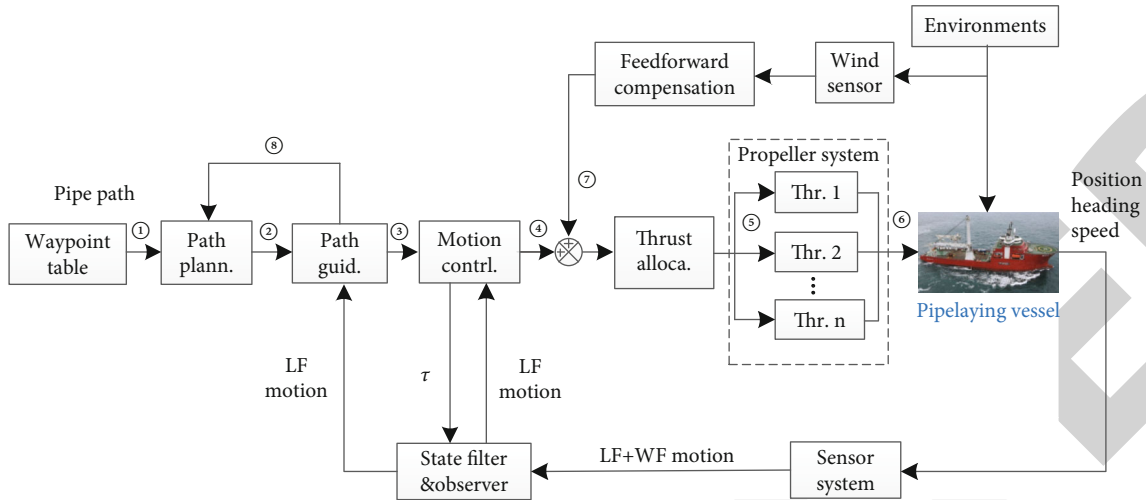 Environments
Feedforward
compensation
Wind
sensor
⑧
⑦
Propeller system
Pipe path
Position
heading
speed
Waypoint
table
①
Path
plann.
②
Path
guid.
③
Motion
contrl.
④
++
Thrust
alloca.
⑤
Thr. 1
Thr. 2
Thr. n
⑥
Pipelaying vessel
LF
motion
τ
LF
motion
State filter
&observer
LF+WF motion
Sensor
system